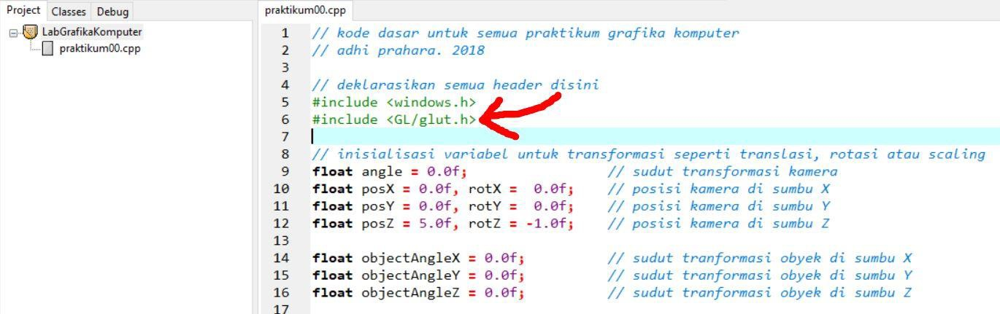 Project Classes Debug
LabGrafikaKomputer
praktikum00.cpp
praktikum00.cpp
1 // kode dasar untuk semua praktikum grafika komputer
2 // adhi prahara. 2018
3
4 // deklarasikan semua header disini
5 #include <windows.h>
6 #include <GL/glut.h>
7
8 // inisialisasi variabel untuk transformasi seperti translasi, rotasi atau scaling
9 float angle = 0.0f; // sudut transformasi kamera
10 float posX = 0.0f, rotX = 0.0f; // posisi kamera di sumbu X
11 float posY = 0.0f, rotY = 0.0f; // posisi kamera di sumbu Y
12 float posZ = 5.0f, rotZ = -1.0f; // posisi kamera di sumbu Z
13
14 float objectAngleX = 0.0f; // sudut tranformasi obyek di sumbu X
15 float objectAngleY = 0.0f; // sudut tranformasi obyek di sumbu Y
16 float objectAngleZ = 0.0f; // sudut tranformasi obyek di sumbu Z
17